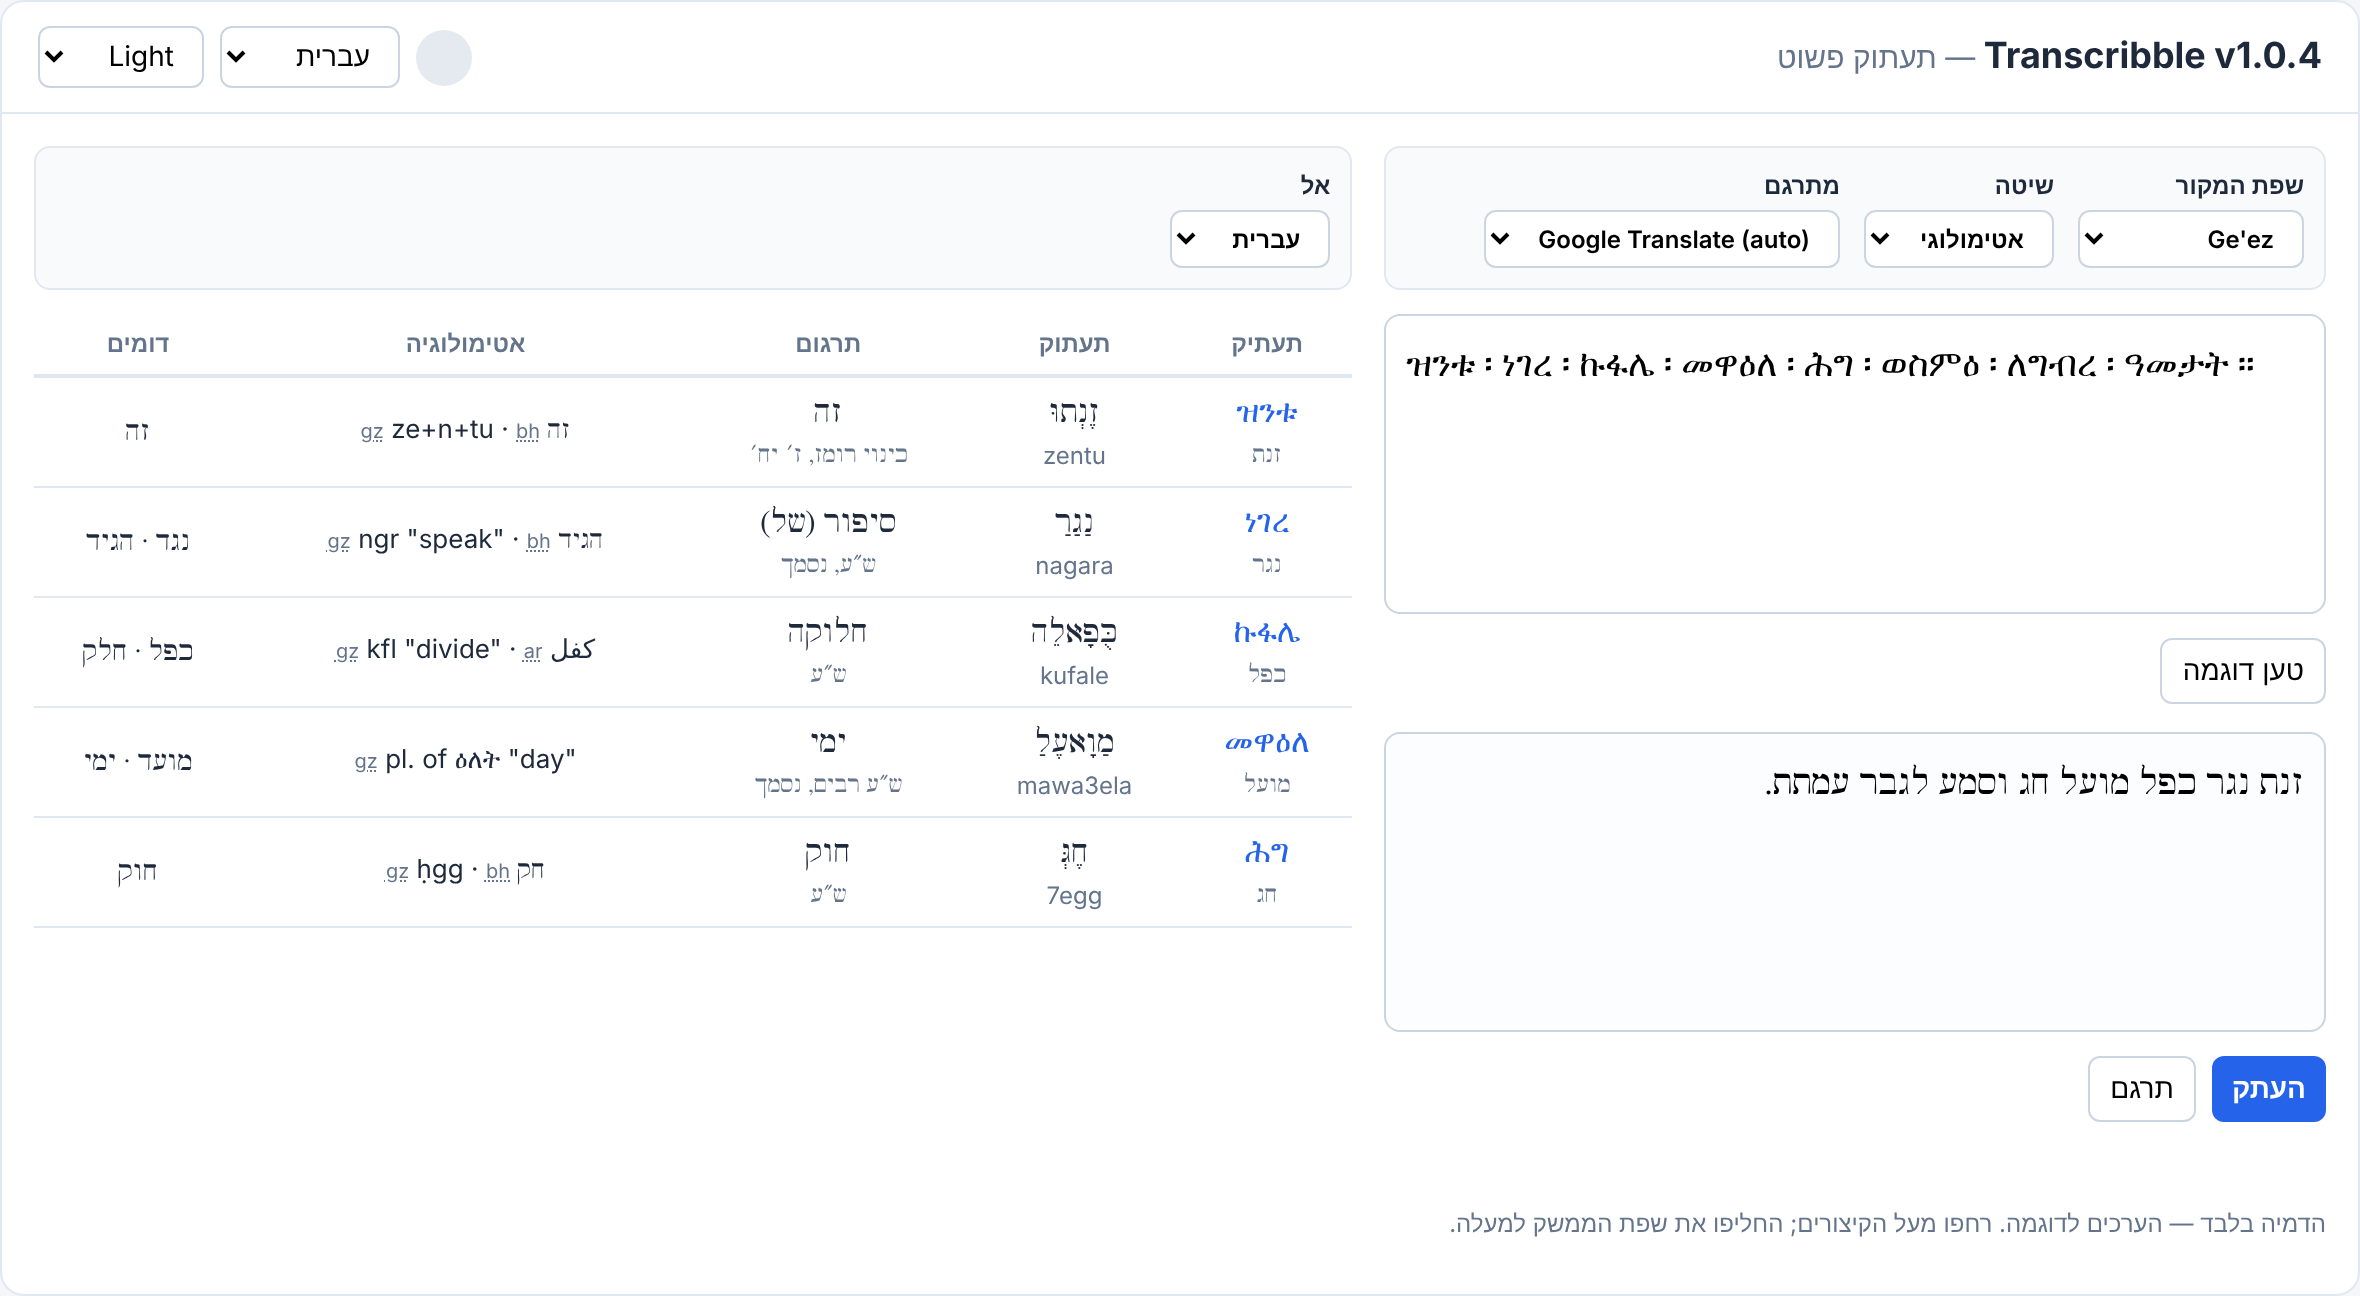 Transcribble v1.0.4 — תעתוק פשוט
עברית
Light
שפת המקור
שיטה
מתרגם
Ge'ez
אטימולוגי
Google Translate (auto)
ዝንቱ ፡ ነገረ ፡ ኩፋሌ ፡ መዋዕለ ፡ ሕግ ፡ ወስምዕ ፡ ለግብረ ፡ ዓመታት ።
טען דוגמה
זנת נגר כפל מועל חג וסמע לגבר עמתת.
העתק
תרגם
הדמיה בלבד — הערכים לדוגמה. רחפו מעל הקיצורים; החליפו את שפת הממשק למעלה.
אל
עברית
תעתיק תעתוק תרגום אטימולוגיה דומים
ዝንቱ זֶנְתוּ זה gz ze+n+tu · bh זה זה
זנת zentu כינוי רומז, ז׳ יח׳
ነገረ נַגַרַ סיפור (של) gz ngr "speak" · bh הגיד נגד · הגיד
נגר nagara ש״ע, נסמך
ኩፋሌ כֻּפָאלֵה חלוקה gz kfl "divide" · ar كفل כפל · חלק
כפל kufale ש״ע
መዋዕለ מַוָאעֶלַ ימי gz pl. of ዕለት "day" מועד · ימי
מועל mawa3ela ש״ע רבים, נסמך
ሕግ חֶגְּ חוק gz ḥgg · bh חק חוק
חג 7egg ש״ע